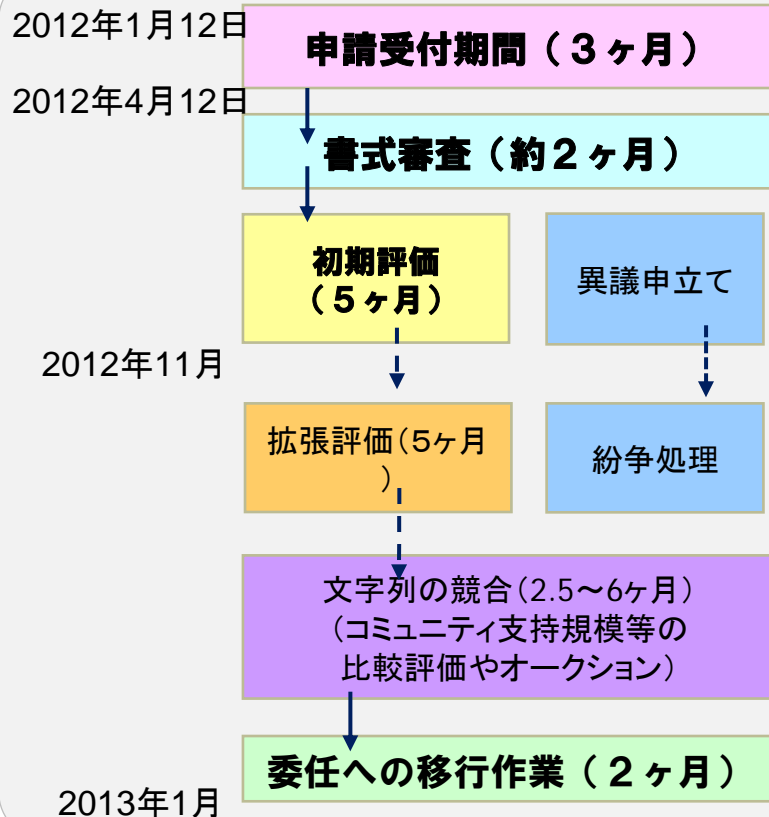 2012年1月12日
申請受付期間（３ヶ月）
2012年4月12日
書式審査（約２ヶ月）
初期評価
（５ヶ月）
異議申立て
2012年11月
拡張評価(5ヶ月
)
紛争処理
文字列の競合(2.5～6ヶ月)
(コミュニティ支持規模等の
比較評価やオークション)
委任への移行作業（２ヶ月）
2013年1月